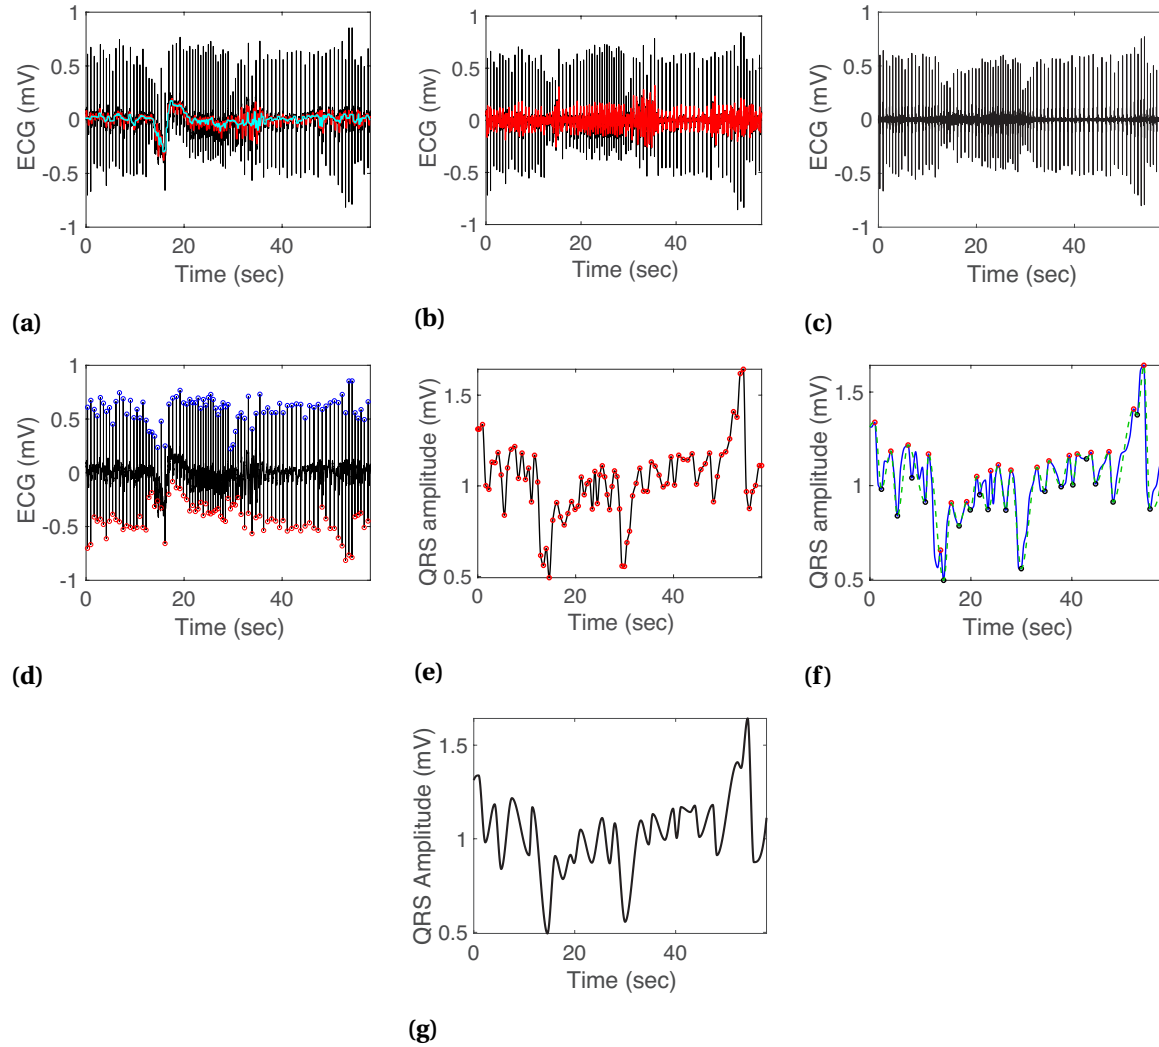 1
0.5
0
-0.5
-1
ECG (mV)
0 20 40
Time (sec)
(a)
1
0.5
0
-0.5
-1
ECG (mv)
0 20 40
Time (sec)
(b)
1
0.5
0
-0.5
-1
ECG (mV)
0 20 40
Time (sec)
(c)
1
0.5
0
-0.5
-1
ECG (mV)
0 20 40
Time (sec)
(d)
1.5
1
0.5
QRS amplitude (mV)
0 20 40
Time (sec)
(e)
1.5
1
0.5
QRS amplitude (mV)
0 20 40
Time (sec)
(f)
1.5
1
0.5
QRS Amplitude (mV)
0 20 40
Time (sec)
(g)